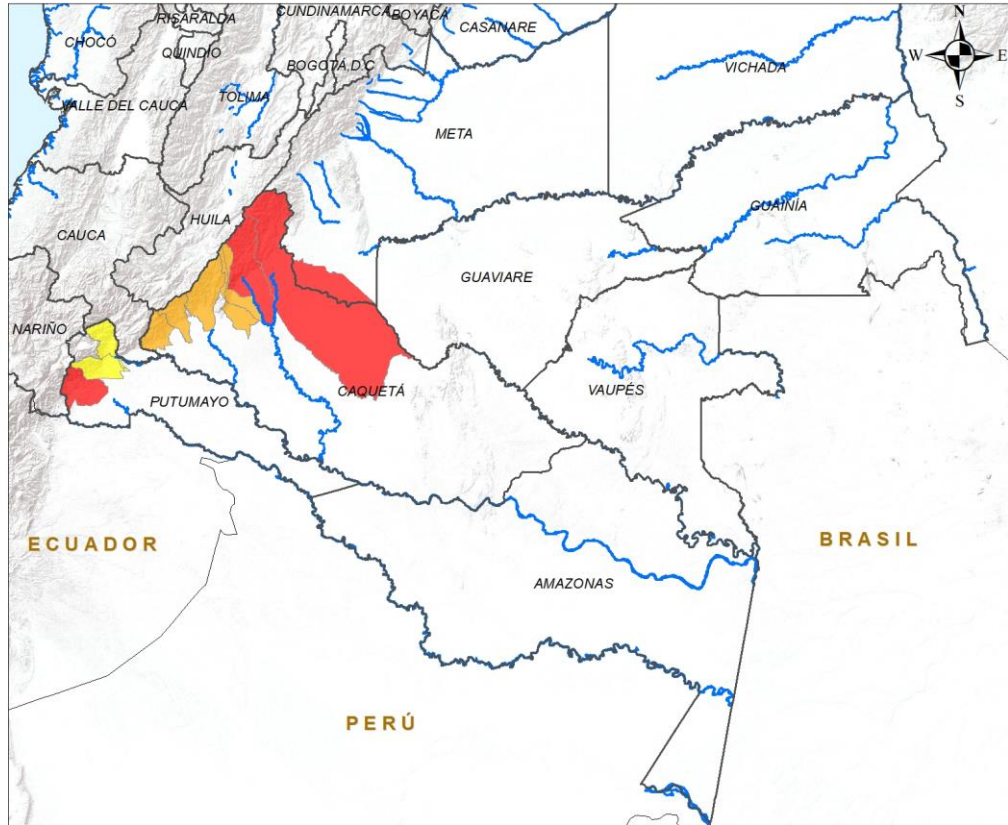 RISARALDA
CUNDINAMARCA
BOYACÁ
CASANARE
N
CHOCÓ
QUINDÍO
BOGOTÁ D.C
VICHADA
W
E
S
VALLE DEL CAUCA
TOLIMA
META
GUAINÍA
HUILA
CAUCA
GUAVIARE
NARIÑO
CAQUETÁ
VAUPÉS
PUTUMAYO
ECUADOR
BRASIL
AMAZONAS
PERÚ